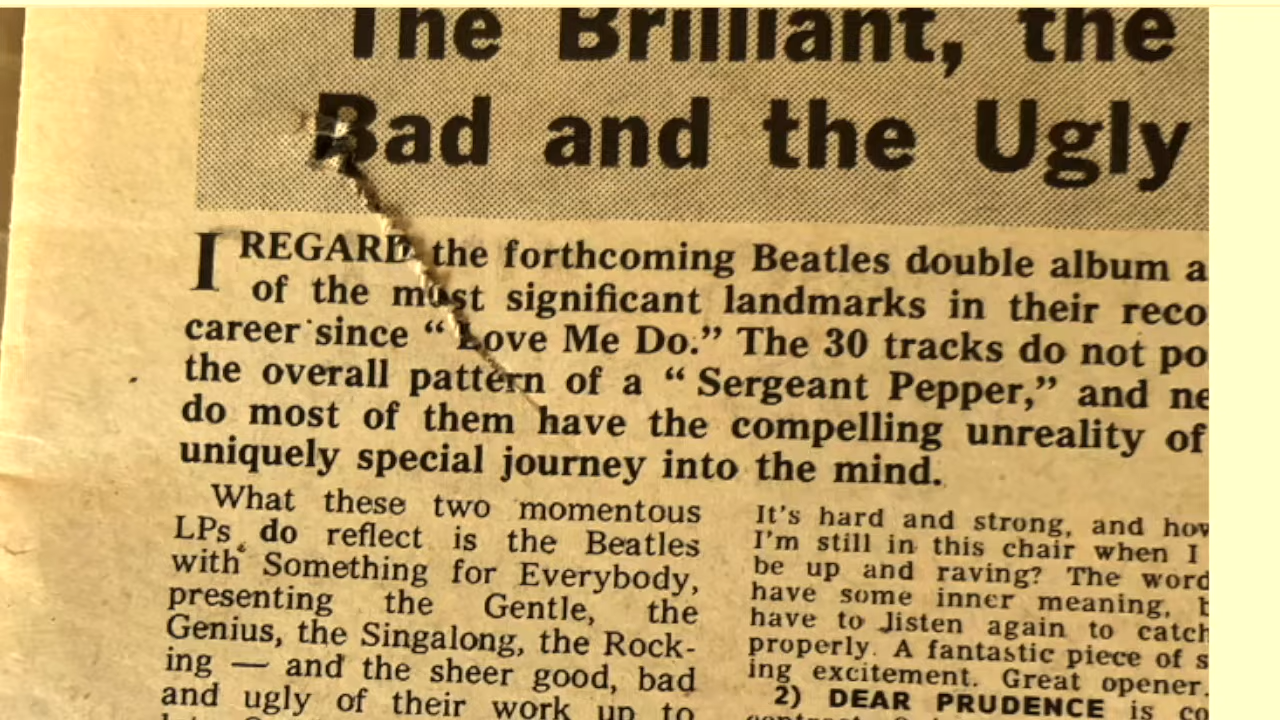 The Brilliant, the
Bad and the Ugly
I REGARD the forthcoming Beatles double album a
of the most significant landmarks in their reco
career since “Love Me Do.” The 30 tracks do not po
the overall pattern of a “Sergeant Pepper,” and ne
do most of them have the compelling unreality of
uniquely special journey into the mind.
What these two momentous
LPs do reflect is the Beatles
with Something for Everybody,
presenting the Gentle, the
Genius, the Singalong, the Rock-
ing — and the sheer good, bad
and ugly of their work up to
It's hard and strong, and how
I'm still in this chair when I
be up and raving? The word
have some inner meaning, b
have to listen again to catch
properly. A fantastic piece of s
ing excitement. Great opener.
2) DEAR PRUDENCE is co